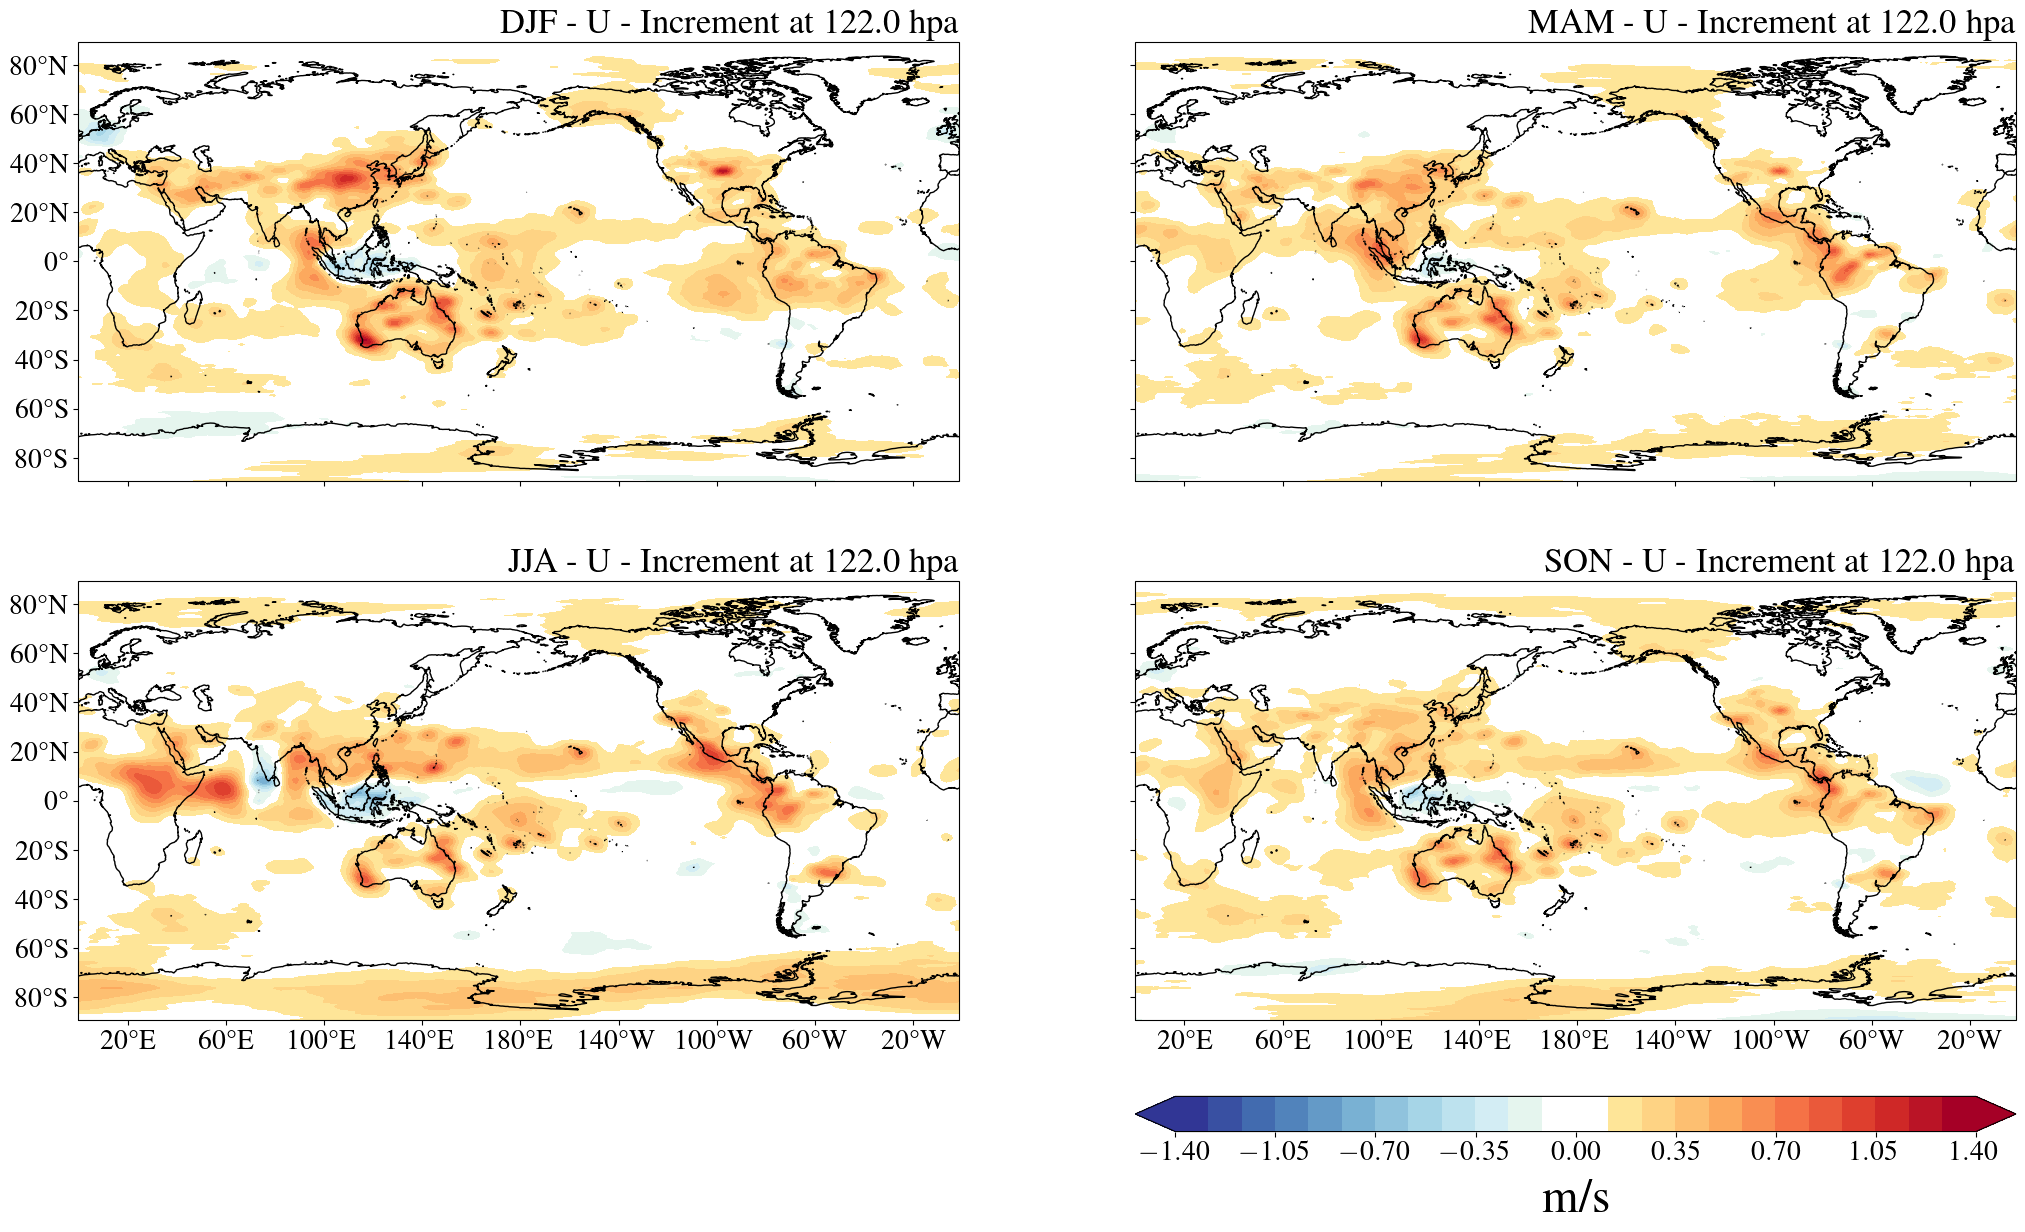 DJF - U - Increment at 122.0 hpa
MAM - U - Increment at 122.0 hpa
80°N
60°N
40°N
20°N
0°
20°S
40°S
60°S
80°S
JJA - U - Increment at 122.0 hpa
SON - U - Increment at 122.0 hpa
80°N
60°N
40°N
20°N
0°
20°S
40°S
60°S
80°S
20°E 60°E 100°E 140°E 180°E 140°W 100°W 60°W 20°W
20°E 60°E 100°E 140°E 180°E 140°W 100°W 60°W 20°W
−1.40 −1.05 −0.70 −0.35 0.00 0.35 0.70 1.05 1.40
m/s